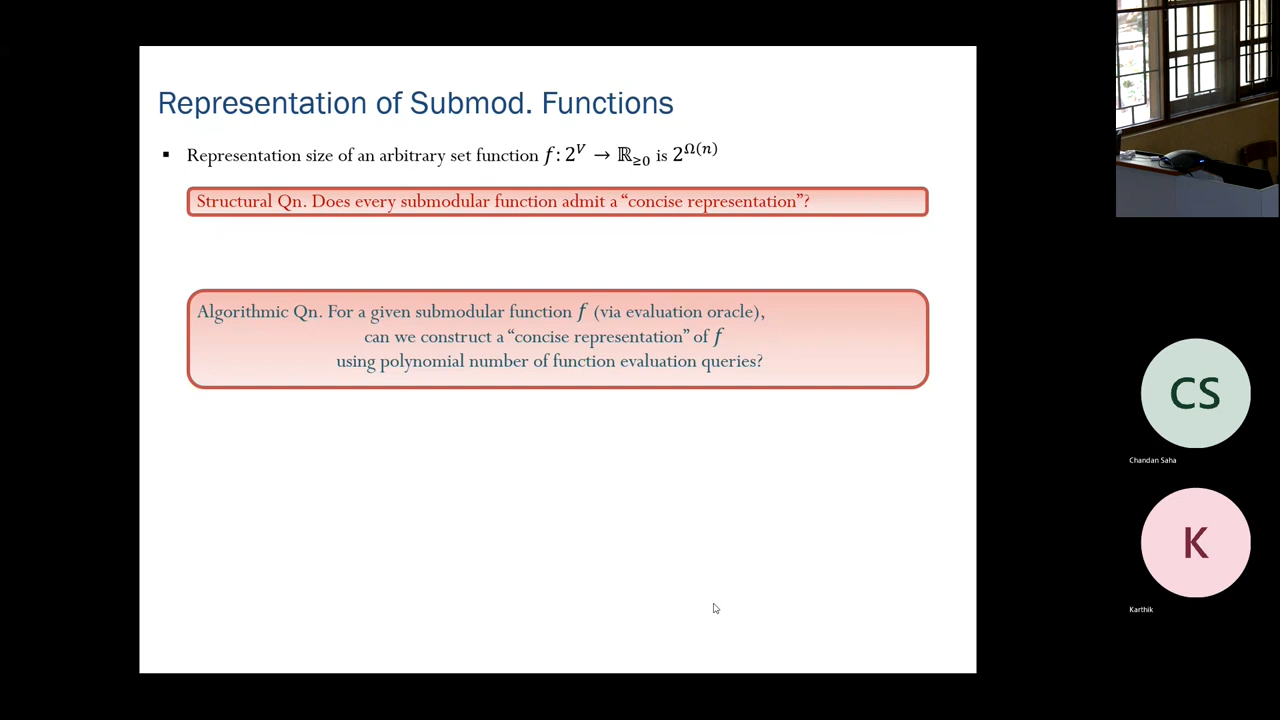 Representation of Submod. Functions
▪ Representation size of an arbitrary set function f: 2^V → ℝ≥0 is 2^Ω(n)
Structural Qn. Does every submodular function admit a “concise representation”?
Algorithmic Qn. For a given submodular function f (via evaluation oracle),
can we construct a “concise representation” of f
using polynomial number of function evaluation queries?
CS
Chandan Saha
K
Karthik